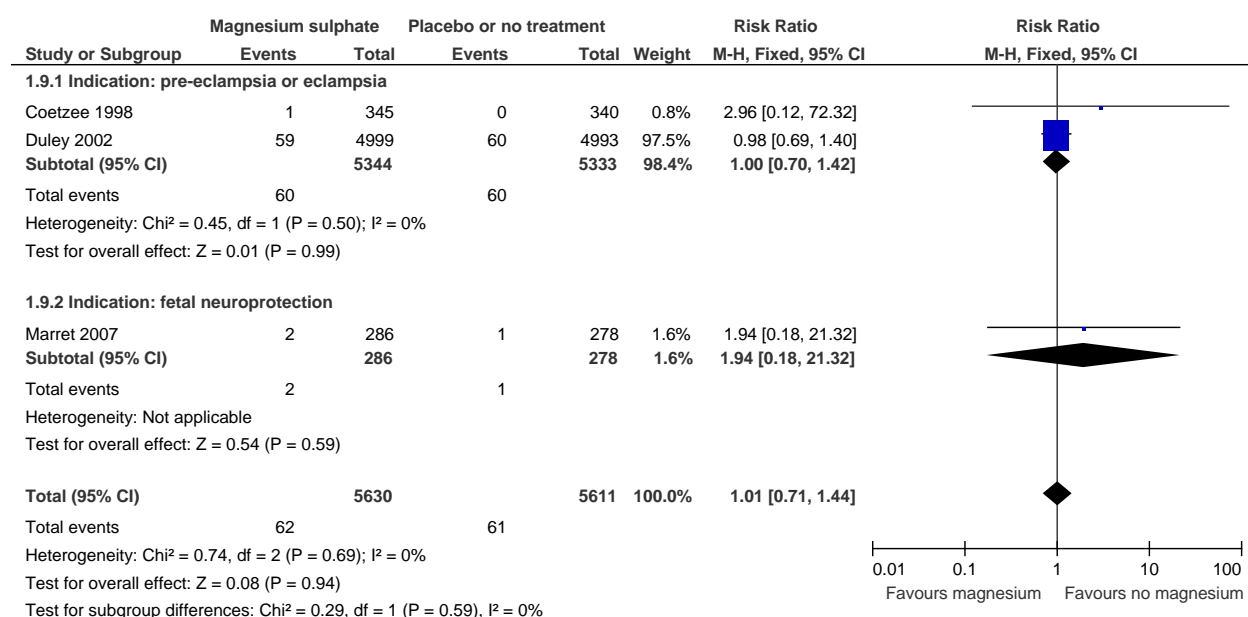 Magnesium sulphate Placebo or no treatment Risk Ratio Risk Ratio
Study or Subgroup Events Total Events Total Weight M-H, Fixed, 95% CI M-H, Fixed, 95% CI
1.9.1 Indication: pre-eclampsia or eclampsia
Coetzee 1998 1 345 0 340 0.8% 2.96 [0.12, 72.32]
Duley 2002 59 4999 60 4993 97.5% 0.98 [0.69, 1.40]
Subtotal (95% CI) 5344 5333 98.4% 1.00 [0.70, 1.42]
Total events 60 60
Heterogeneity: Chi² = 0.45, df = 1 (P = 0.50); I² = 0%
Test for overall effect: Z = 0.01 (P = 0.99)
1.9.2 Indication: fetal neuroprotection
Marret 2007 2 286 1 278 1.6% 1.94 [0.18, 21.32]
Subtotal (95% CI) 286 278 1.6% 1.94 [0.18, 21.32]
Total events 2 1
Heterogeneity: Not applicable
Test for overall effect: Z = 0.54 (P = 0.59)
Total (95% CI) 5630 5611 100.0% 1.01 [0.71, 1.44]
Total events 62 61
Heterogeneity: Chi² = 0.74, df = 2 (P = 0.69); I² = 0%
Test for overall effect: Z = 0.08 (P = 0.94)
Test for subgroup differences: Chi² = 0.29, df = 1 (P = 0.59), I² = 0%
0.01 0.1 1 10 100
Favours magnesium Favours no magnesium